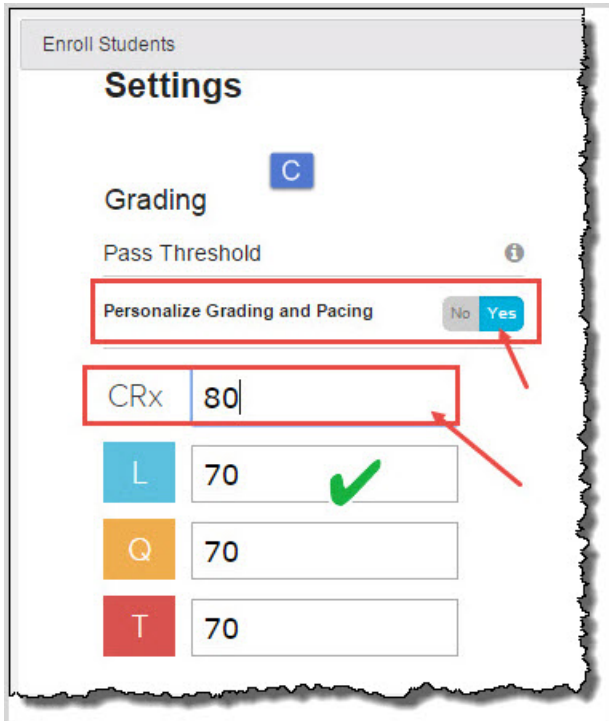 Enroll Students
Settings
C
Grading
Pass Threshold
Personalize Grading and Pacing No Yes
CRx 80
L 70
Q 70
T 70